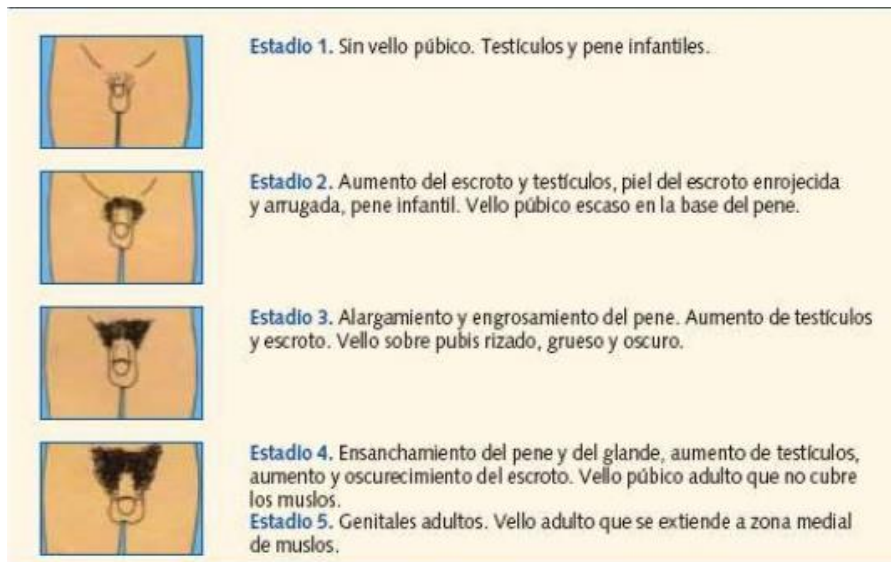 Estadio 1. Sin vello púbico. Testículos y pene infantiles.
Estadio 2. Aumento del escroto y testículos, piel del escroto enrojecida
y arrugada, pene infantil. Vello púbico escaso en la base del pene.
Estadio 3. Alargamiento y engrosamiento del pene. Aumento de testículos
y escroto. Vello sobre pubis rizado, grueso y oscuro.
Estadio 4. Ensanchamiento del pene y del glande, aumento de testículos,
aumento y oscurecimiento del escroto. Vello púbico adulto que no cubre
los muslos.
Estadio 5. Genitales adultos. Vello adulto que se extiende a zona medial
de muslos.